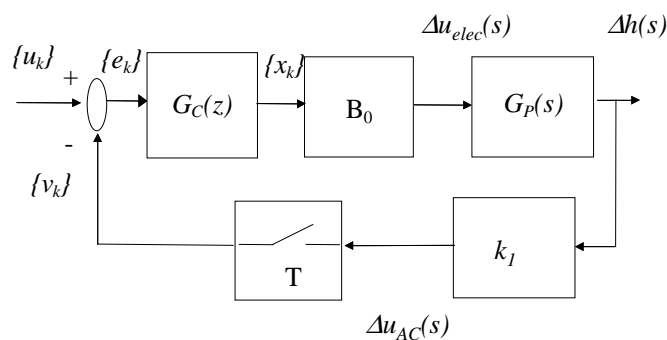 Δu_elec(s)
Δh(s)
{u_k}
+
{e_k}
G_C(z)
{x_k}
B_0
G_P(s)
-
{v_k}
T
k_1
Δu_AC(s)